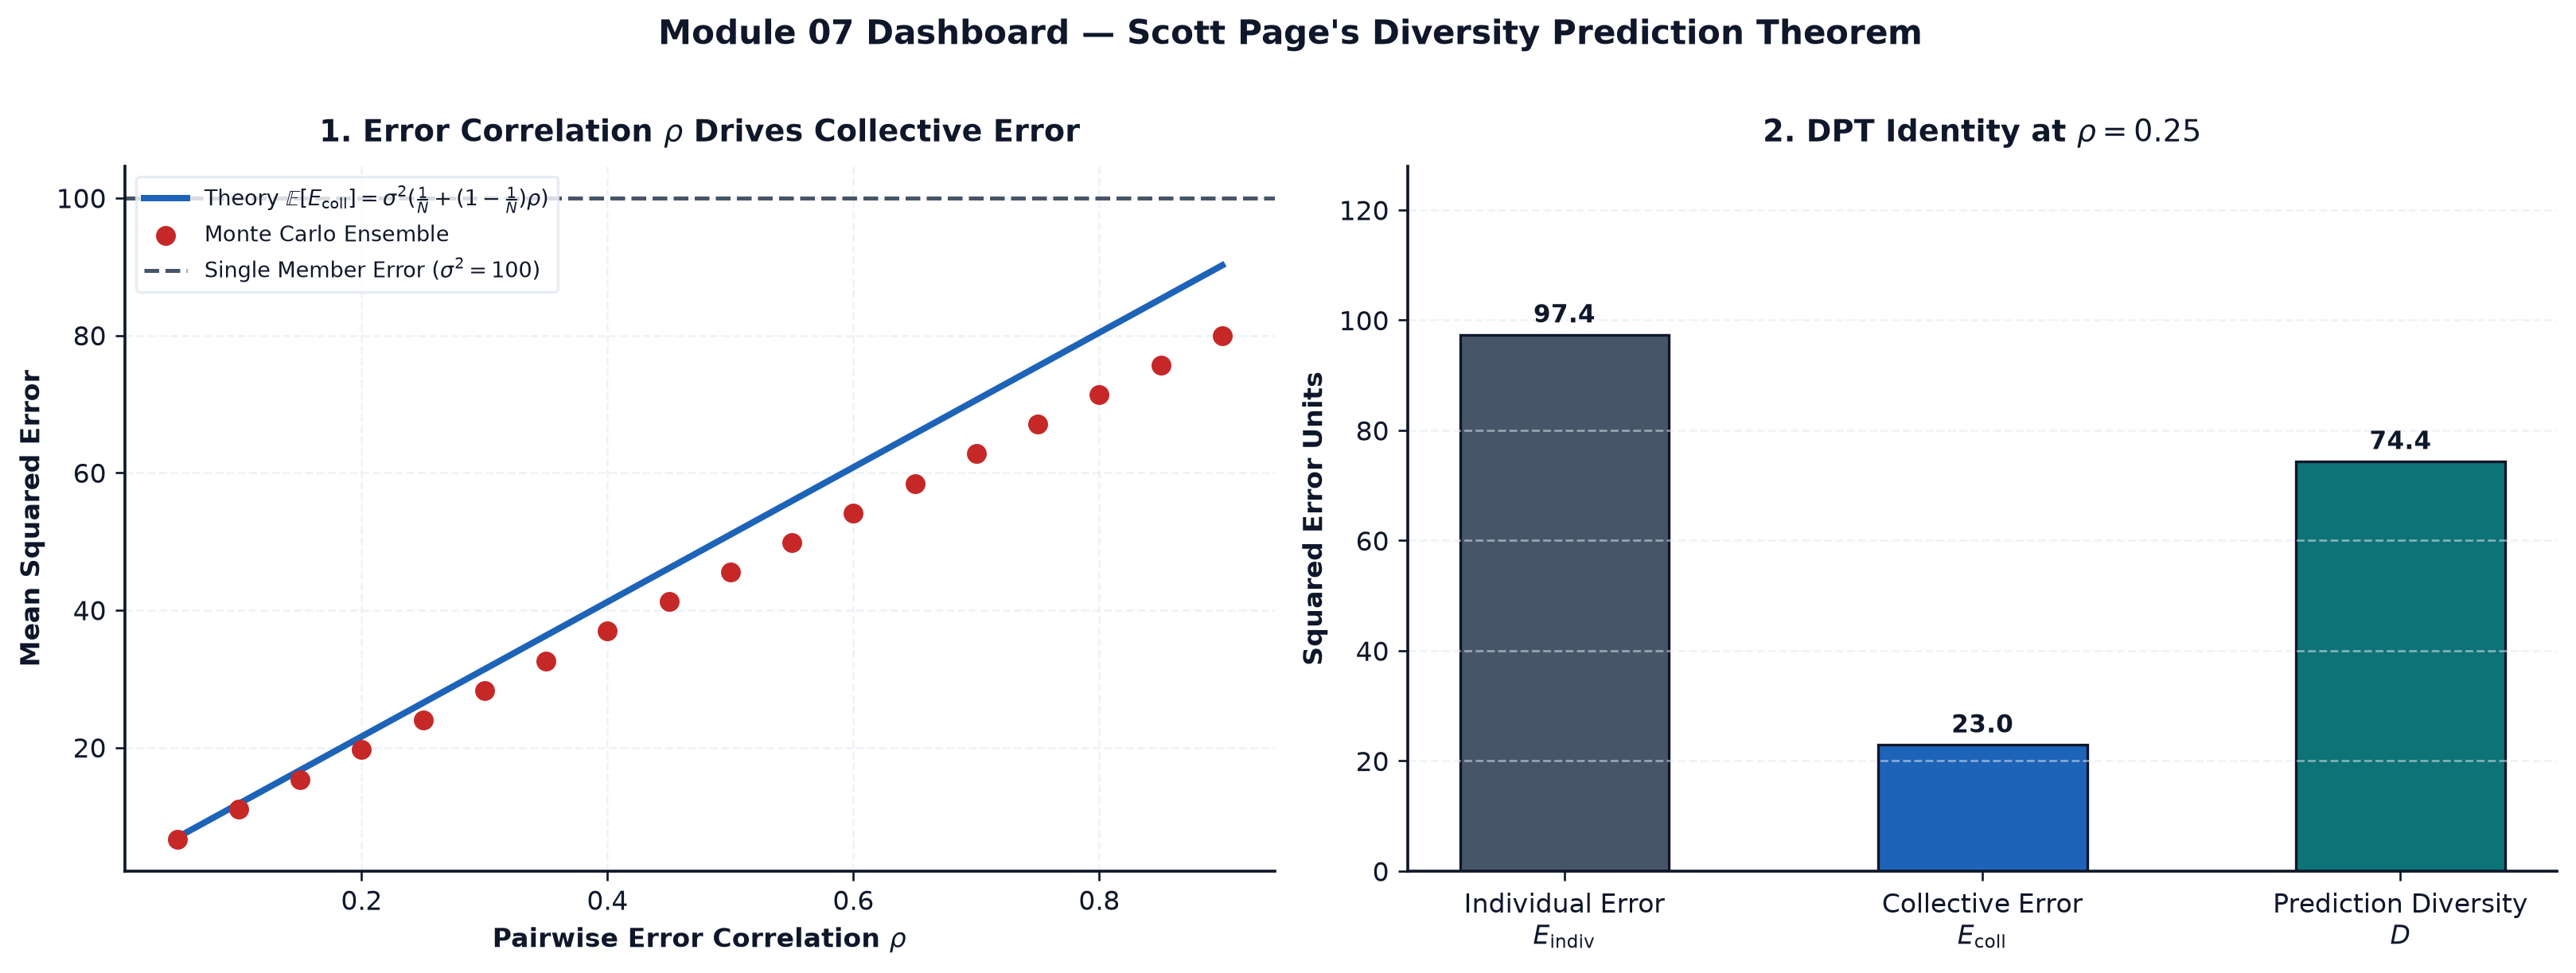 Module 07 Dashboard — Scott Page's Diversity Prediction Theorem
1. Error Correlation ρ Drives Collective Error
Theory 𝔼[E_coll] = σ²(1/N + (1 − 1/N)ρ)
Monte Carlo Ensemble
Single Member Error (σ² = 100)
Mean Squared Error
100
80
60
40
20
0.2 0.4 0.6 0.8
Pairwise Error Correlation ρ
2. DPT Identity at ρ = 0.25
Squared Error Units
120
100
80
60
40
20
0
97.4
23.0
74.4
Individual Error
E_indiv
Collective Error
E_coll
Prediction Diversity
D